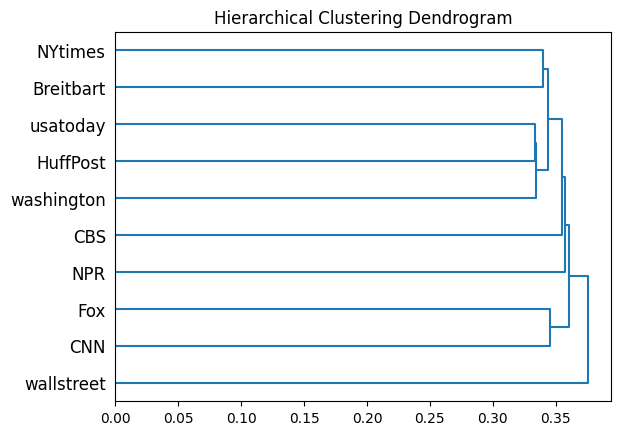 Hierarchical Clustering Dendrogram
NYtimes
Breitbart
usatoday
HuffPost
washington
CBS
NPR
Fox
CNN
wallstreet
0.00 0.05 0.10 0.15 0.20 0.25 0.30 0.35